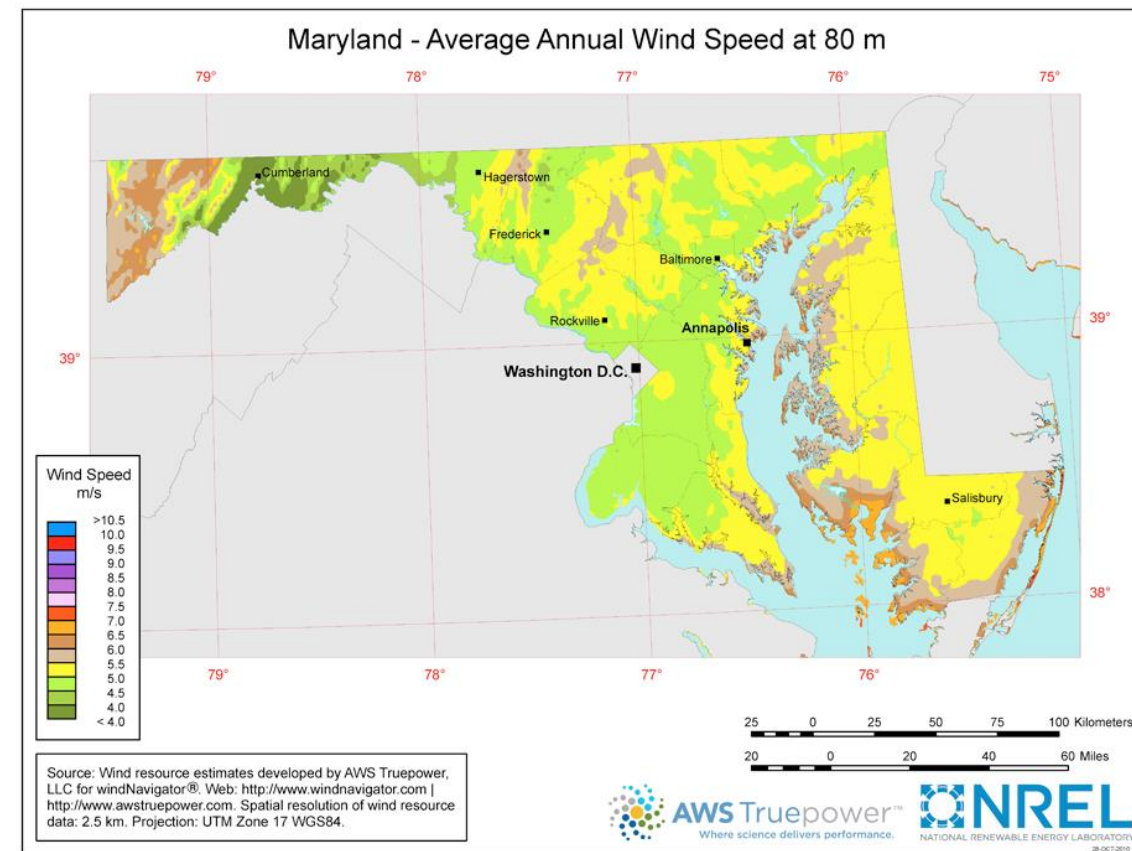 Maryland - Average Annual Wind Speed at 80 m
79°
78°
77°
76°
75°
Cumberland
Hagerstown
Frederick
Baltimore
Rockville
Annapolis
39°
39°
Washington D.C.
Salisbury
38°
79°
78°
77°
76°
Wind Speed
m/s
>10.5
10.0
9.5
9.0
8.5
8.0
7.5
7.0
6.5
6.0
5.5
5.0
4.5
4.0
< 4.0
25 0 25 50 75 100 Kilometers
20 0 20 40 60 Miles
Source: Wind resource estimates developed by AWS Truepower,
LLC for windNavigator®. Web: http://www.windnavigator.com |
http://www.awstruepower.com. Spatial resolution of wind resource
data: 2.5 km. Projection: UTM Zone 17 WGS84.
AWS Truepower™
Where science delivers performance.
NREL
NATIONAL RENEWABLE ENERGY LABORATORY
28-OCT-2010